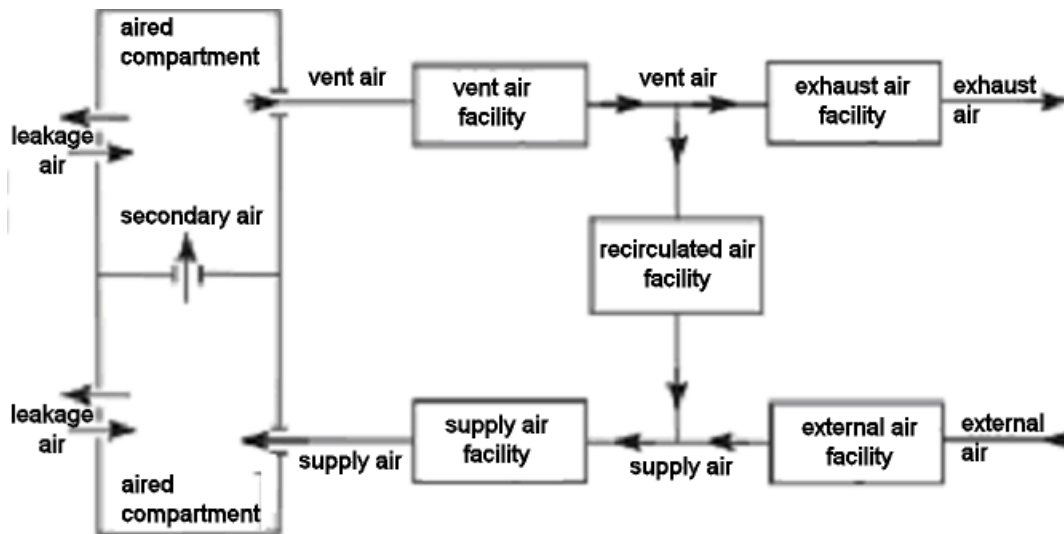 aired
compartment
vent air
vent air
facility
vent air
exhaust air
facility
exhaust
air
leakage
air
secondary air
recirculated air
facility
leakage
air
supply air
supply air
facility
supply air
external air
facility
external
air
aired
compartment